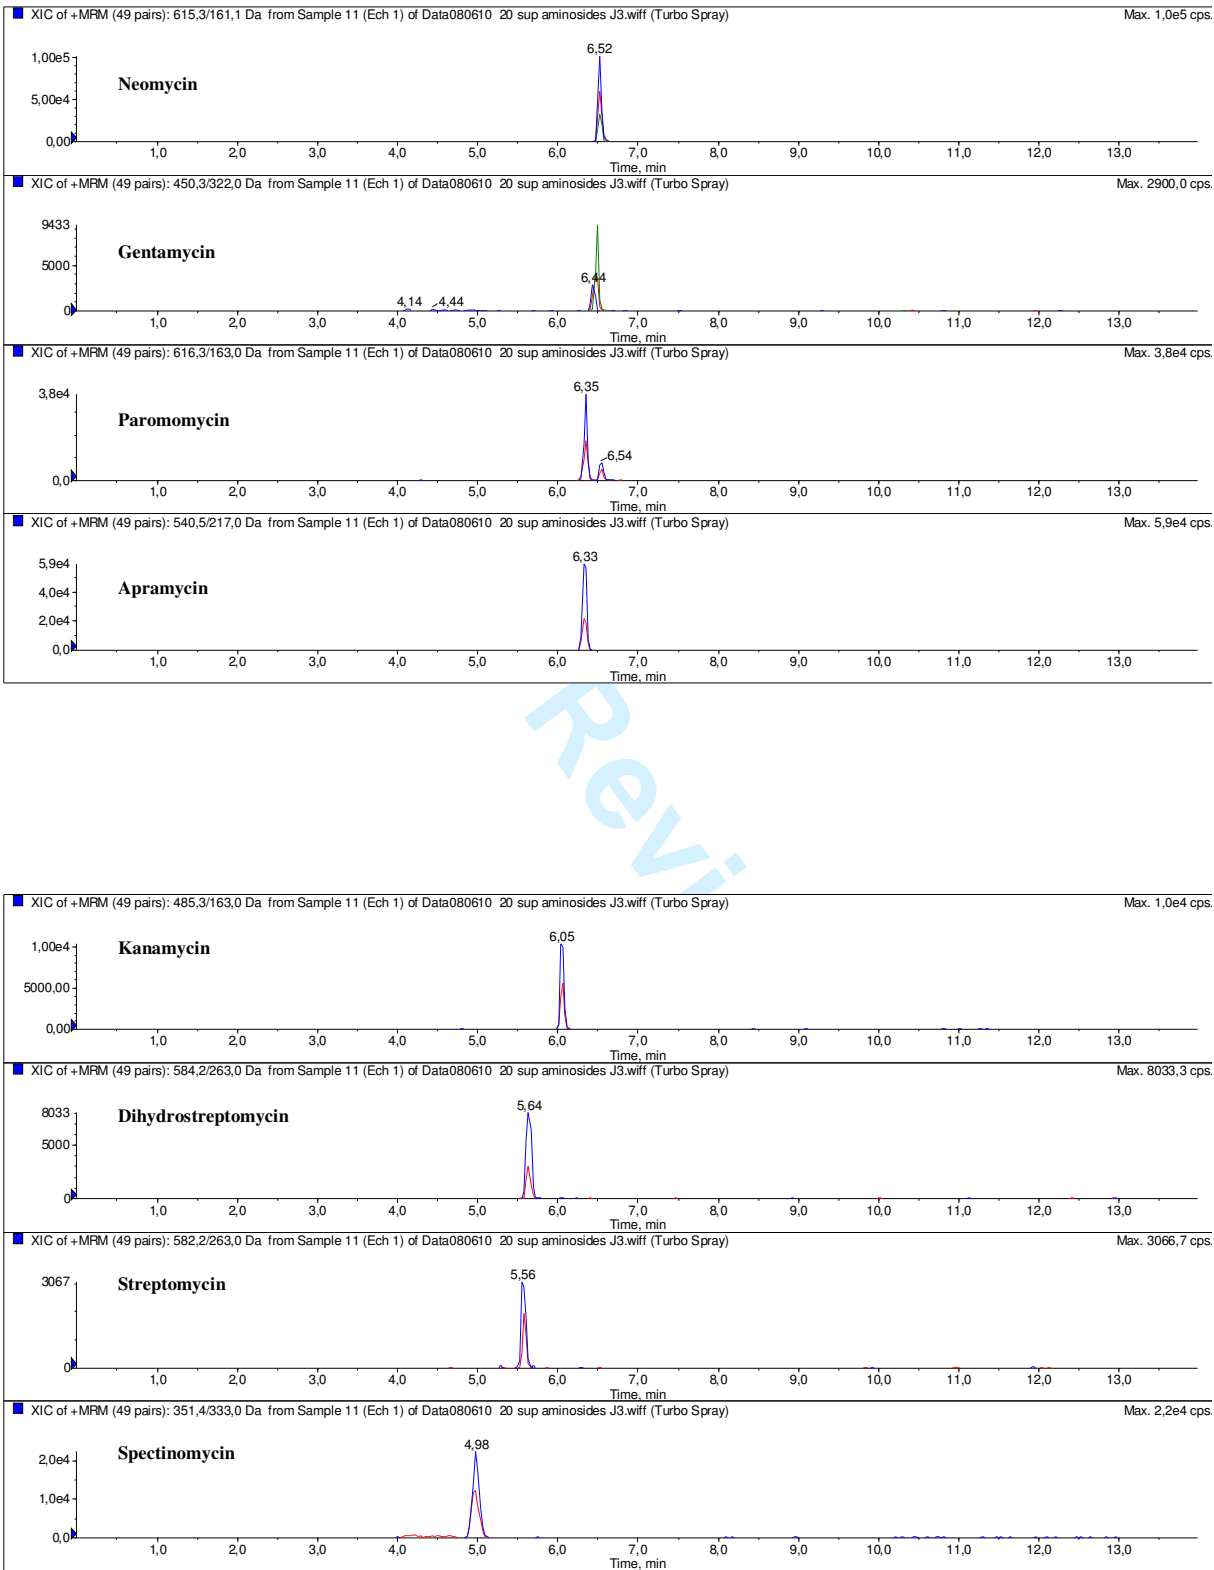 XIC of +MRM (49 pairs): 615,3/161,1 Da from Sample 11 (Ech 1) of Data080610 20 sup aminosides J3.wiff (Turbo Spray) Max. 1,0e5 cps.
6,52
1,00e5
Neomycin
5,00e4
0,00
1,0 2,0 3,0 4,0 5,0 6,0 7,0 8,0 9,0 10,0 11,0 12,0 13,0
Time, min
XIC of +MRM (49 pairs): 450,3/322,0 Da from Sample 11 (Ech 1) of Data080610 20 sup aminosides J3.wiff (Turbo Spray) Max. 2900,0 cps.
9433
Gentamycin
5000
6,44
4,14 4,44
0
1,0 2,0 3,0 4,0 5,0 6,0 7,0 8,0 9,0 10,0 11,0 12,0 13,0
Time, min
XIC of +MRM (49 pairs): 616,3/163,0 Da from Sample 11 (Ech 1) of Data080610 20 sup aminosides J3.wiff (Turbo Spray) Max. 3,8e4 cps.
6,35
3,8e4
Paromomycin
6,54
0,0
1,0 2,0 3,0 4,0 5,0 6,0 7,0 8,0 9,0 10,0 11,0 12,0 13,0
Time, min
XIC of +MRM (49 pairs): 540,5/217,0 Da from Sample 11 (Ech 1) of Data080610 20 sup aminosides J3.wiff (Turbo Spray) Max. 5,9e4 cps.
6,33
5,9e4
Apramycin
4,0e4
2,0e4
0,0
1,0 2,0 3,0 4,0 5,0 6,0 7,0 8,0 9,0 10,0 11,0 12,0 13,0
Time, min
Revi
XIC of +MRM (49 pairs): 485,3/163,0 Da from Sample 11 (Ech 1) of Data080610 20 sup aminosides J3.wiff (Turbo Spray) Max. 1,0e4 cps.
6,05
1,00e4
Kanamycin
5000,00
0,00
1,0 2,0 3,0 4,0 5,0 6,0 7,0 8,0 9,0 10,0 11,0 12,0 13,0
Time, min
XIC of +MRM (49 pairs): 584,2/263,0 Da from Sample 11 (Ech 1) of Data080610 20 sup aminosides J3.wiff (Turbo Spray) Max. 8033,3 cps.
5,64
8033
Dihydrostreptomycin
5000
0
1,0 2,0 3,0 4,0 5,0 6,0 7,0 8,0 9,0 10,0 11,0 12,0 13,0
Time, min
XIC of +MRM (49 pairs): 582,2/263,0 Da from Sample 11 (Ech 1) of Data080610 20 sup aminosides J3.wiff (Turbo Spray) Max. 3066,7 cps.
5,56
3067
Streptomycin
0
1,0 2,0 3,0 4,0 5,0 6,0 7,0 8,0 9,0 10,0 11,0 12,0 13,0
Time, min
XIC of +MRM (49 pairs): 351,4/333,0 Da from Sample 11 (Ech 1) of Data080610 20 sup aminosides J3.wiff (Turbo Spray) Max. 2,2e4 cps.
4,98
Spectinomycin
2,0e4
1,0e4
0,0
1,0 2,0 3,0 4,0 5,0 6,0 7,0 8,0 9,0 10,0 11,0 12,0 13,0
Time, min